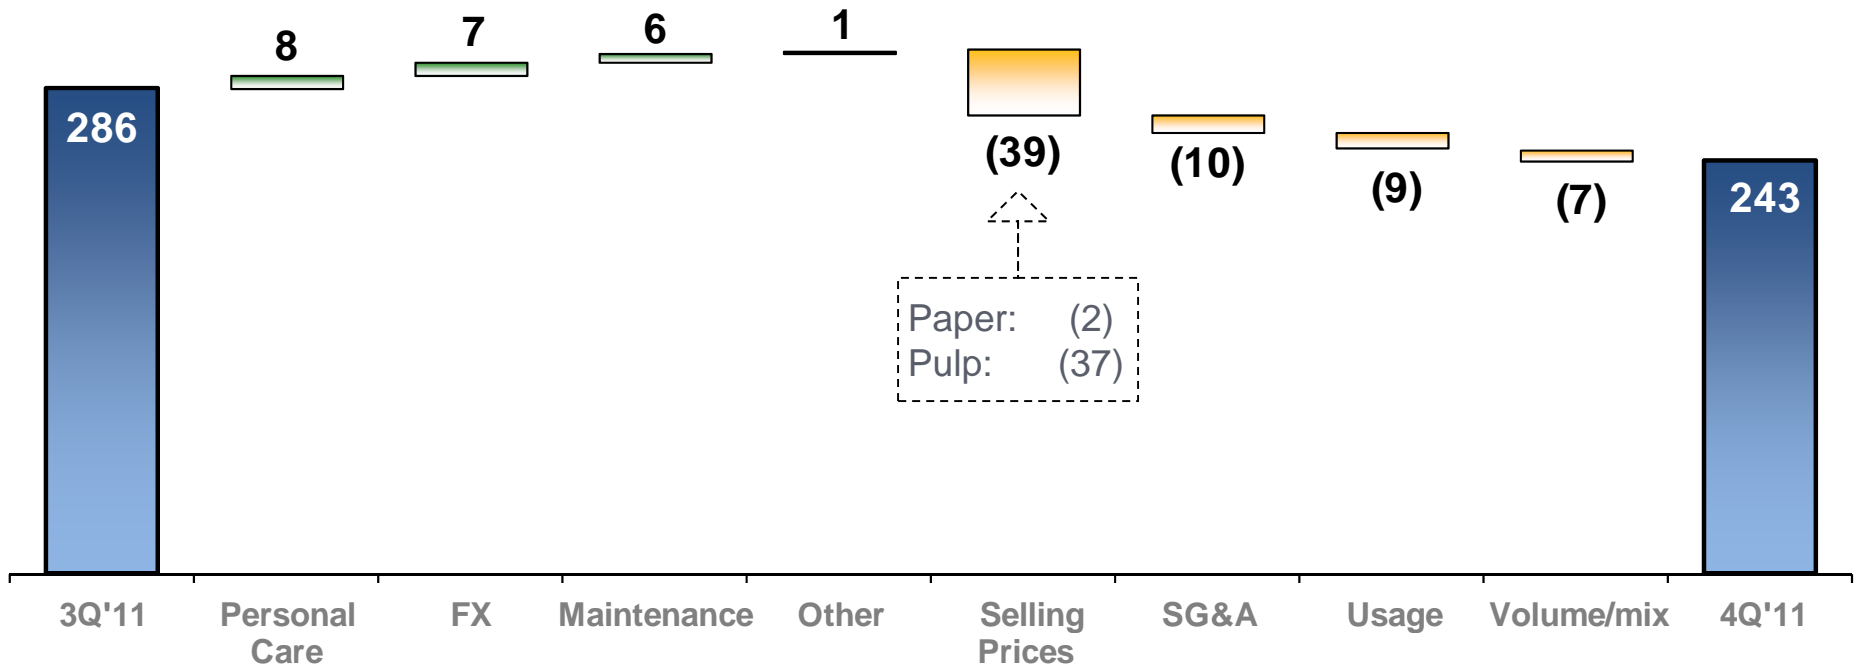 8
7
6
1
286
(39)
(10)
(9)
(7)
243
Paper: (2)
Pulp: (37)
3Q'11
Personal
Care
FX
Maintenance
Other
Selling
Prices
SG&A
Usage
Volume/mix
4Q'11